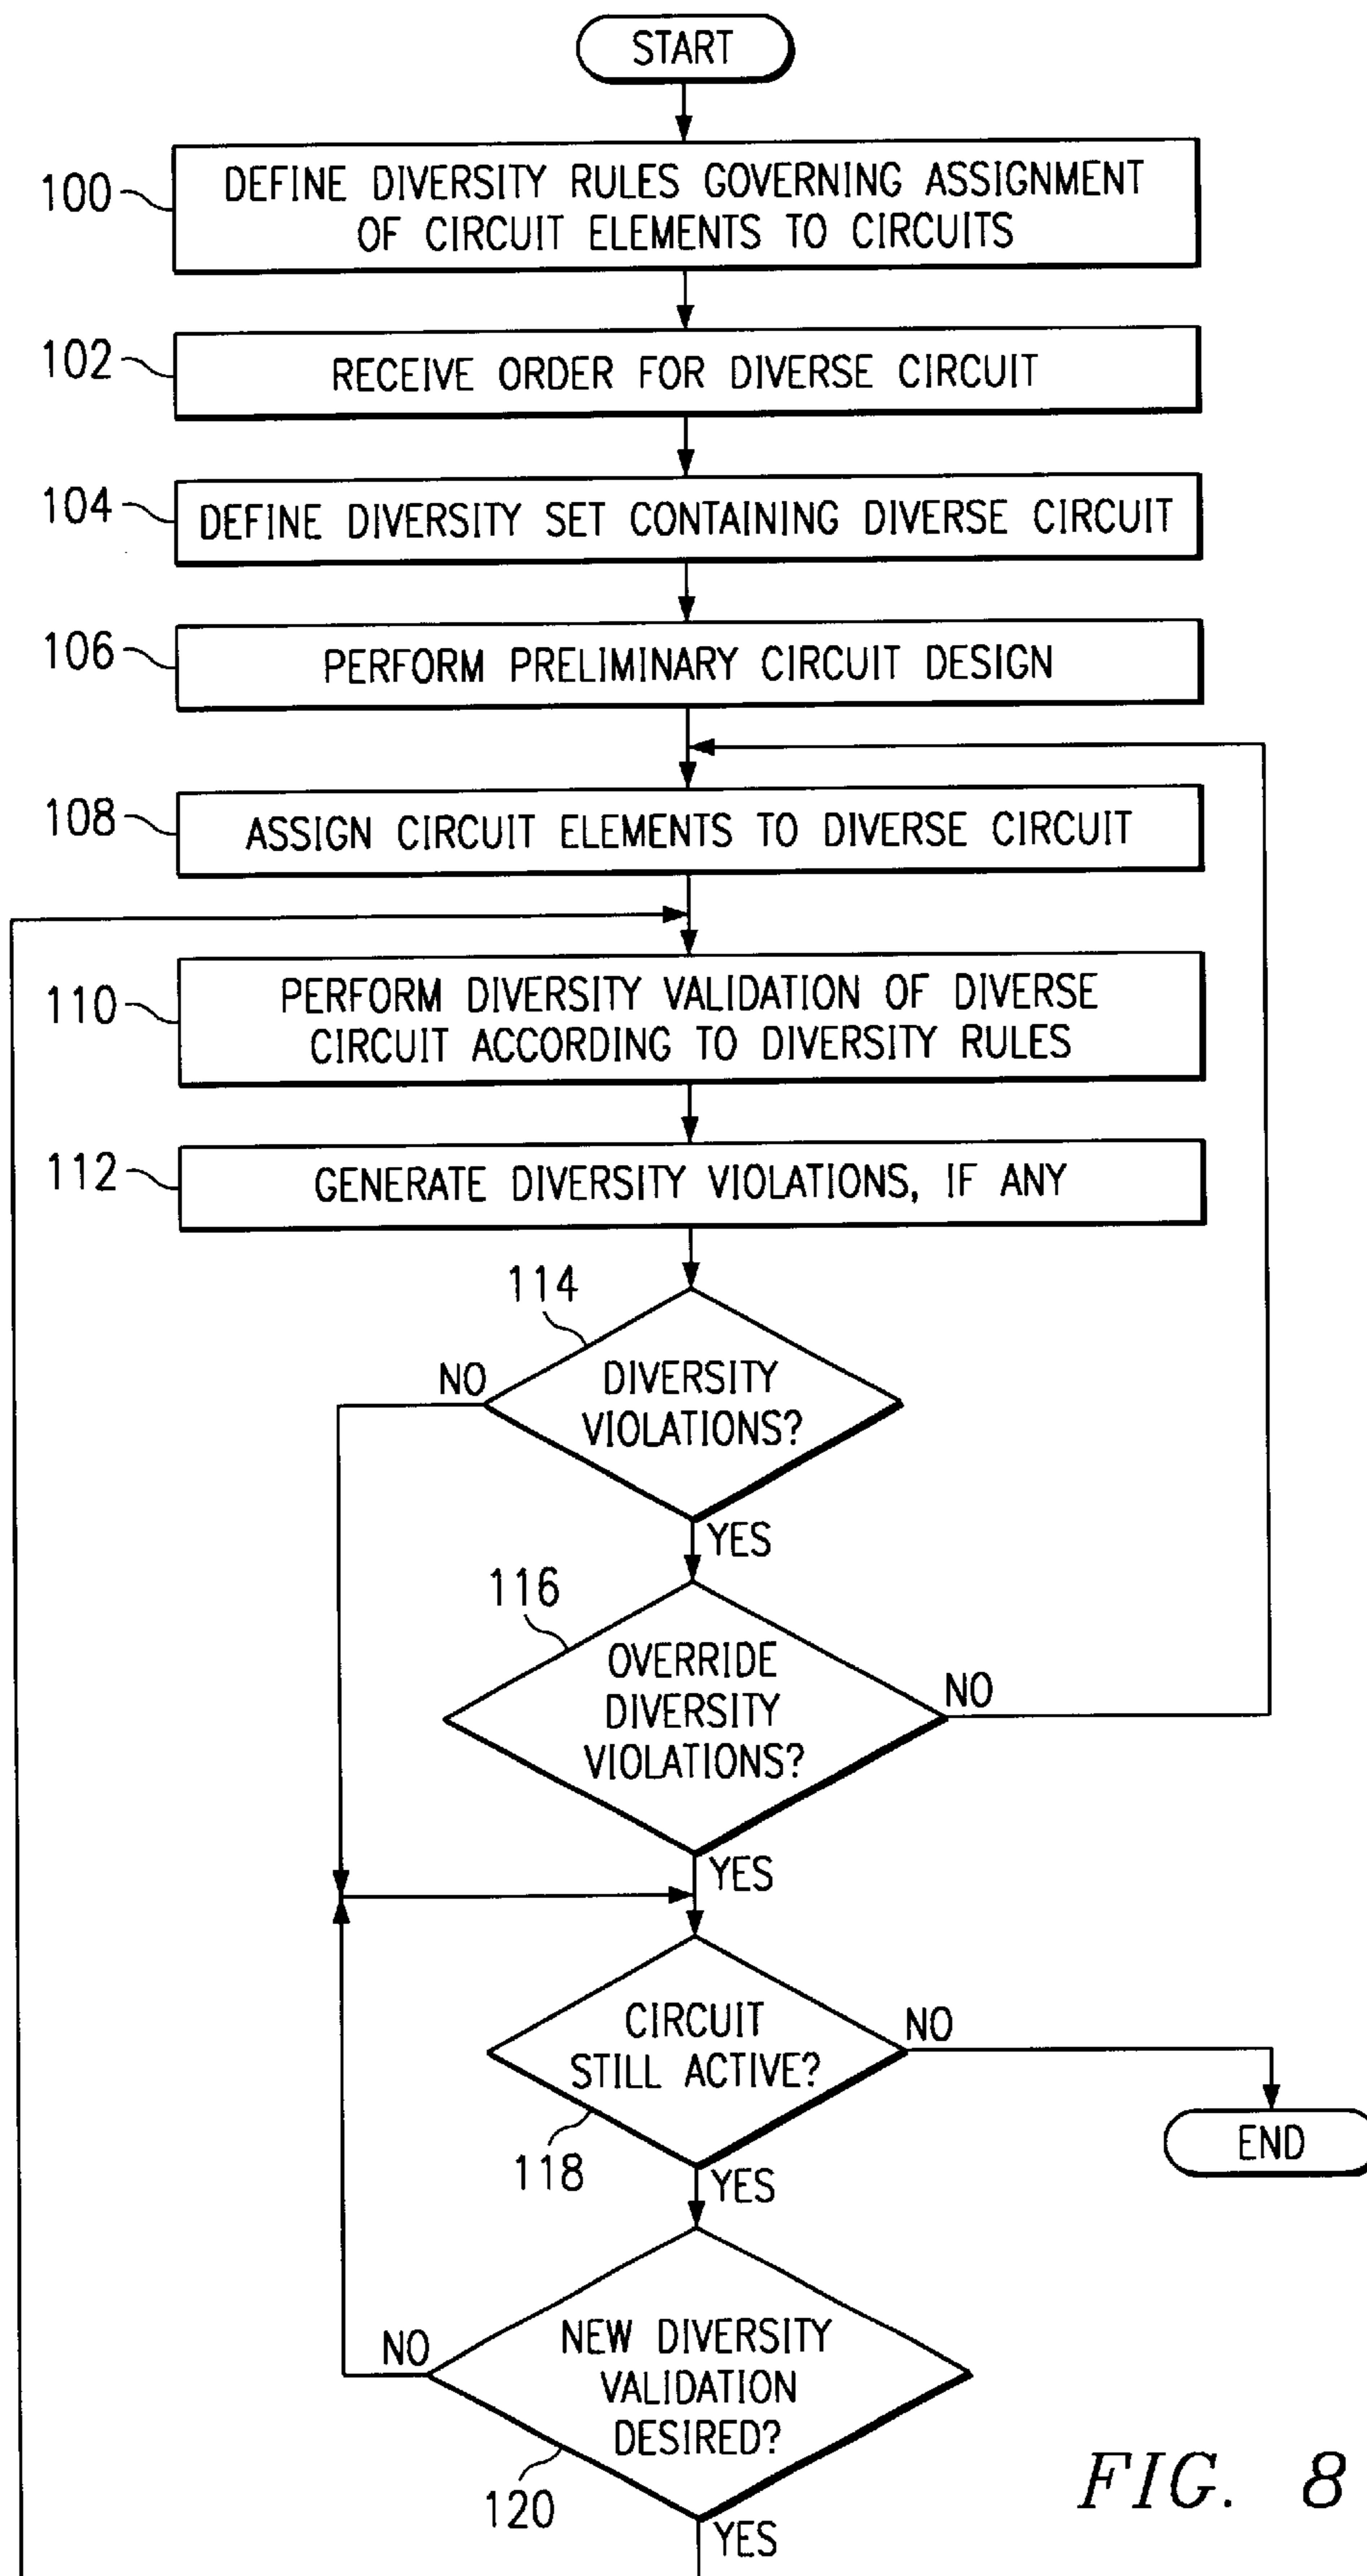 START
100
DEFINE DIVERSITY RULES GOVERNING ASSIGNMENT
OF CIRCUIT ELEMENTS TO CIRCUITS
102
RECEIVE ORDER FOR DIVERSE CIRCUIT
104
DEFINE DIVERSITY SET CONTAINING DIVERSE CIRCUIT
106
PERFORM PRELIMINARY CIRCUIT DESIGN
108
ASSIGN CIRCUIT ELEMENTS TO DIVERSE CIRCUIT
110
PERFORM DIVERSITY VALIDATION OF DIVERSE
CIRCUIT ACCORDING TO DIVERSITY RULES
112
GENERATE DIVERSITY VIOLATIONS, IF ANY
114
NO
DIVERSITY
VIOLATIONS?
YES
116
OVERRIDE
DIVERSITY
VIOLATIONS?
NO
YES
CIRCUIT
STILL ACTIVE?
NO
118
YES
END
NO
NEW DIVERSITY
VALIDATION
DESIRED?
120
YES
FIG. 8